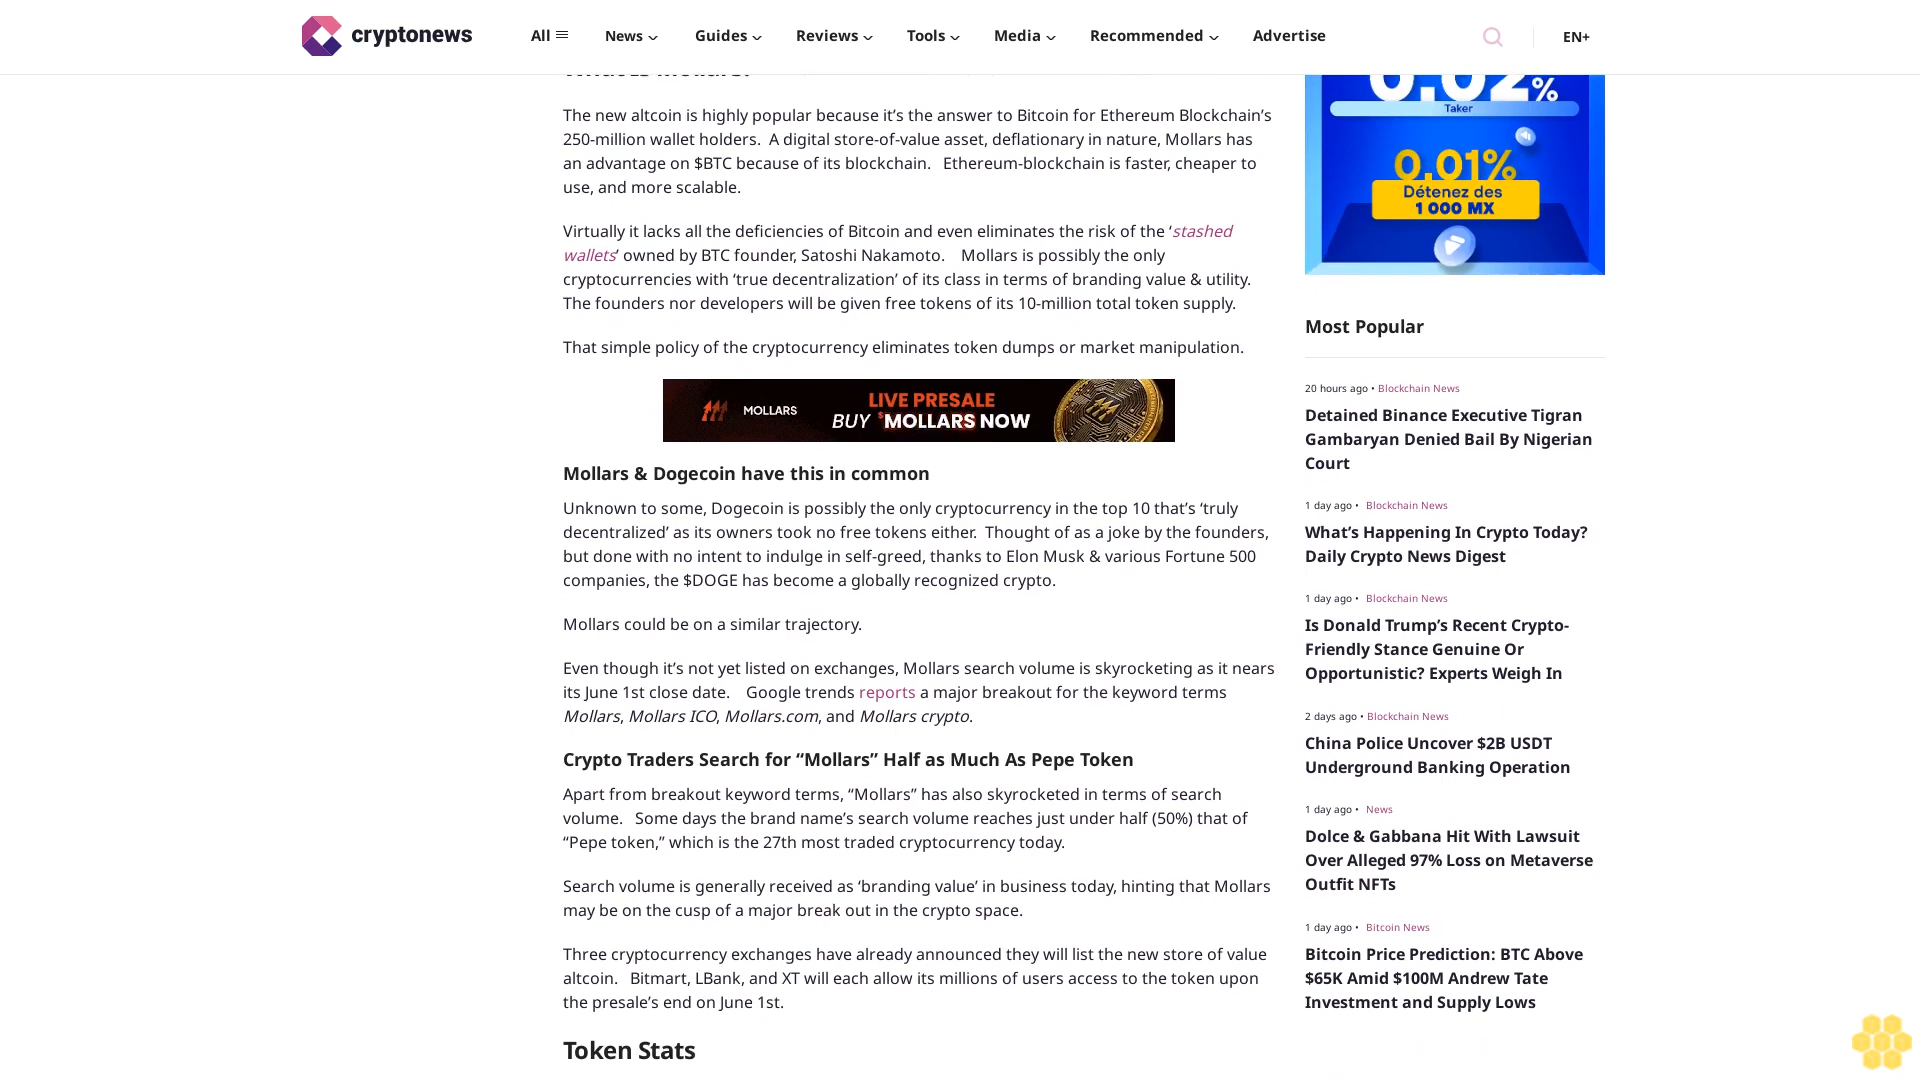 cryptonews
All
News
Guides
Reviews
Tools
Media
Recommended
Advertise
EN+
The new altcoin is highly popular because it’s the answer to Bitcoin for Ethereum Blockchain’s
250-million wallet holders.  A digital store-of-value asset, deflationary in nature, Mollars has
an advantage on $BTC because of its blockchain.   Ethereum-blockchain is faster, cheaper to
use, and more scalable.
Virtually it lacks all the deficiencies of Bitcoin and even eliminates the risk of the ‘stashed
wallets’ owned by BTC founder, Satoshi Nakamoto.    Mollars is possibly the only
cryptocurrencies with ‘true decentralization’ of its class in terms of branding value & utility.
The founders nor developers will be given free tokens of its 10-million total token supply.
That simple policy of the cryptocurrency eliminates token dumps or market manipulation.
MOLLARS
LIVE PRESALE
BUY $MOLLARS NOW
Mollars & Dogecoin have this in common
Unknown to some, Dogecoin is possibly the only cryptocurrency in the top 10 that’s ‘truly
decentralized’ as its owners took no free tokens either.  Thought of as a joke by the founders,
but done with no intent to indulge in self-greed, thanks to Elon Musk & various Fortune 500
companies, the $DOGE has become a globally recognized crypto.
Mollars could be on a similar trajectory.
Even though it’s not yet listed on exchanges, Mollars search volume is skyrocketing as it nears
its June 1st close date.    Google trends reports a major breakout for the keyword terms
Mollars, Mollars ICO, Mollars.com, and Mollars crypto.
Crypto Traders Search for “Mollars” Half as Much As Pepe Token
Apart from breakout keyword terms, “Mollars” has also skyrocketed in terms of search
volume.   Some days the brand name’s search volume reaches just under half (50%) that of
“Pepe token,” which is the 27th most traded cryptocurrency today.
Search volume is generally received as ‘branding value’ in business today, hinting that Mollars
may be on the cusp of a major break out in the crypto space.
Three cryptocurrency exchanges have already announced they will list the new store of value
altcoin.   Bitmart, LBank, and XT will each allow its millions of users access to the token upon
the presale’s end on June 1st.
Token Stats
0.02%
Taker
0.01%
Détenez des
1 000 MX
Most Popular
20 hours ago • Blockchain News
Detained Binance Executive Tigran
Gambaryan Denied Bail By Nigerian
Court
1 day ago • Blockchain News
What’s Happening In Crypto Today?
Daily Crypto News Digest
1 day ago • Blockchain News
Is Donald Trump’s Recent Crypto-
Friendly Stance Genuine Or
Opportunistic? Experts Weigh In
2 days ago • Blockchain News
China Police Uncover $2B USDT
Underground Banking Operation
1 day ago • News
Dolce & Gabbana Hit With Lawsuit
Over Alleged 97% Loss on Metaverse
Outfit NFTs
1 day ago • Bitcoin News
Bitcoin Price Prediction: BTC Above
$65K Amid $100M Andrew Tate
Investment and Supply Lows